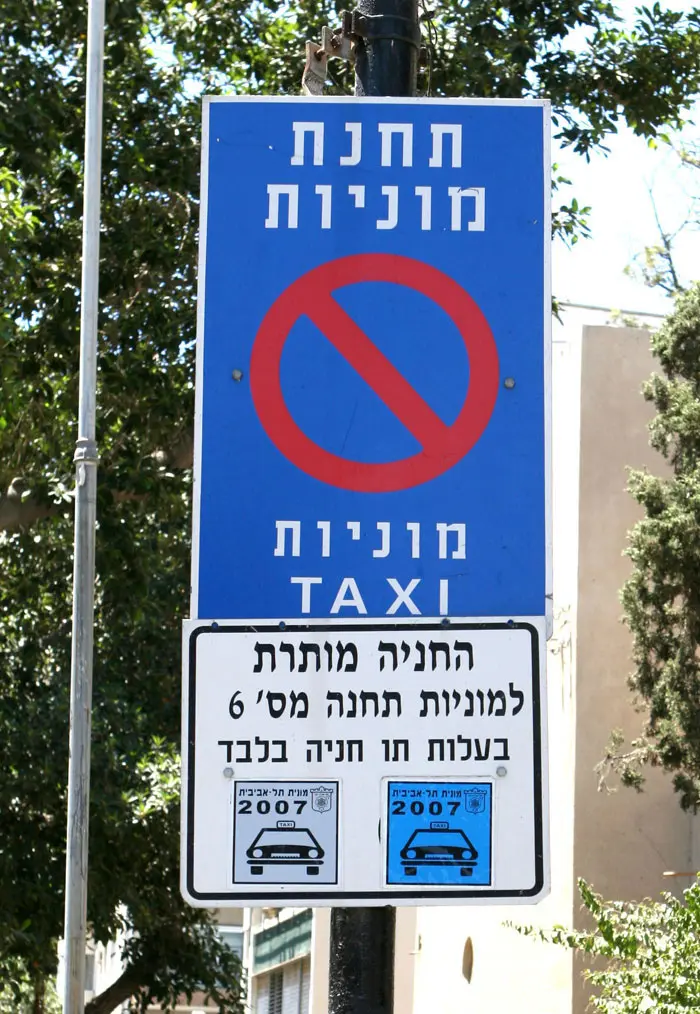 תחנת
מוניות
מוניות
TAXI
החניה מותרת
למוניות תחנה מס' 6
בעלות תו חניה בלבד
מונית תל-אביבית
2007
TAXI
מונית תל-אביבית
2007
TAXI